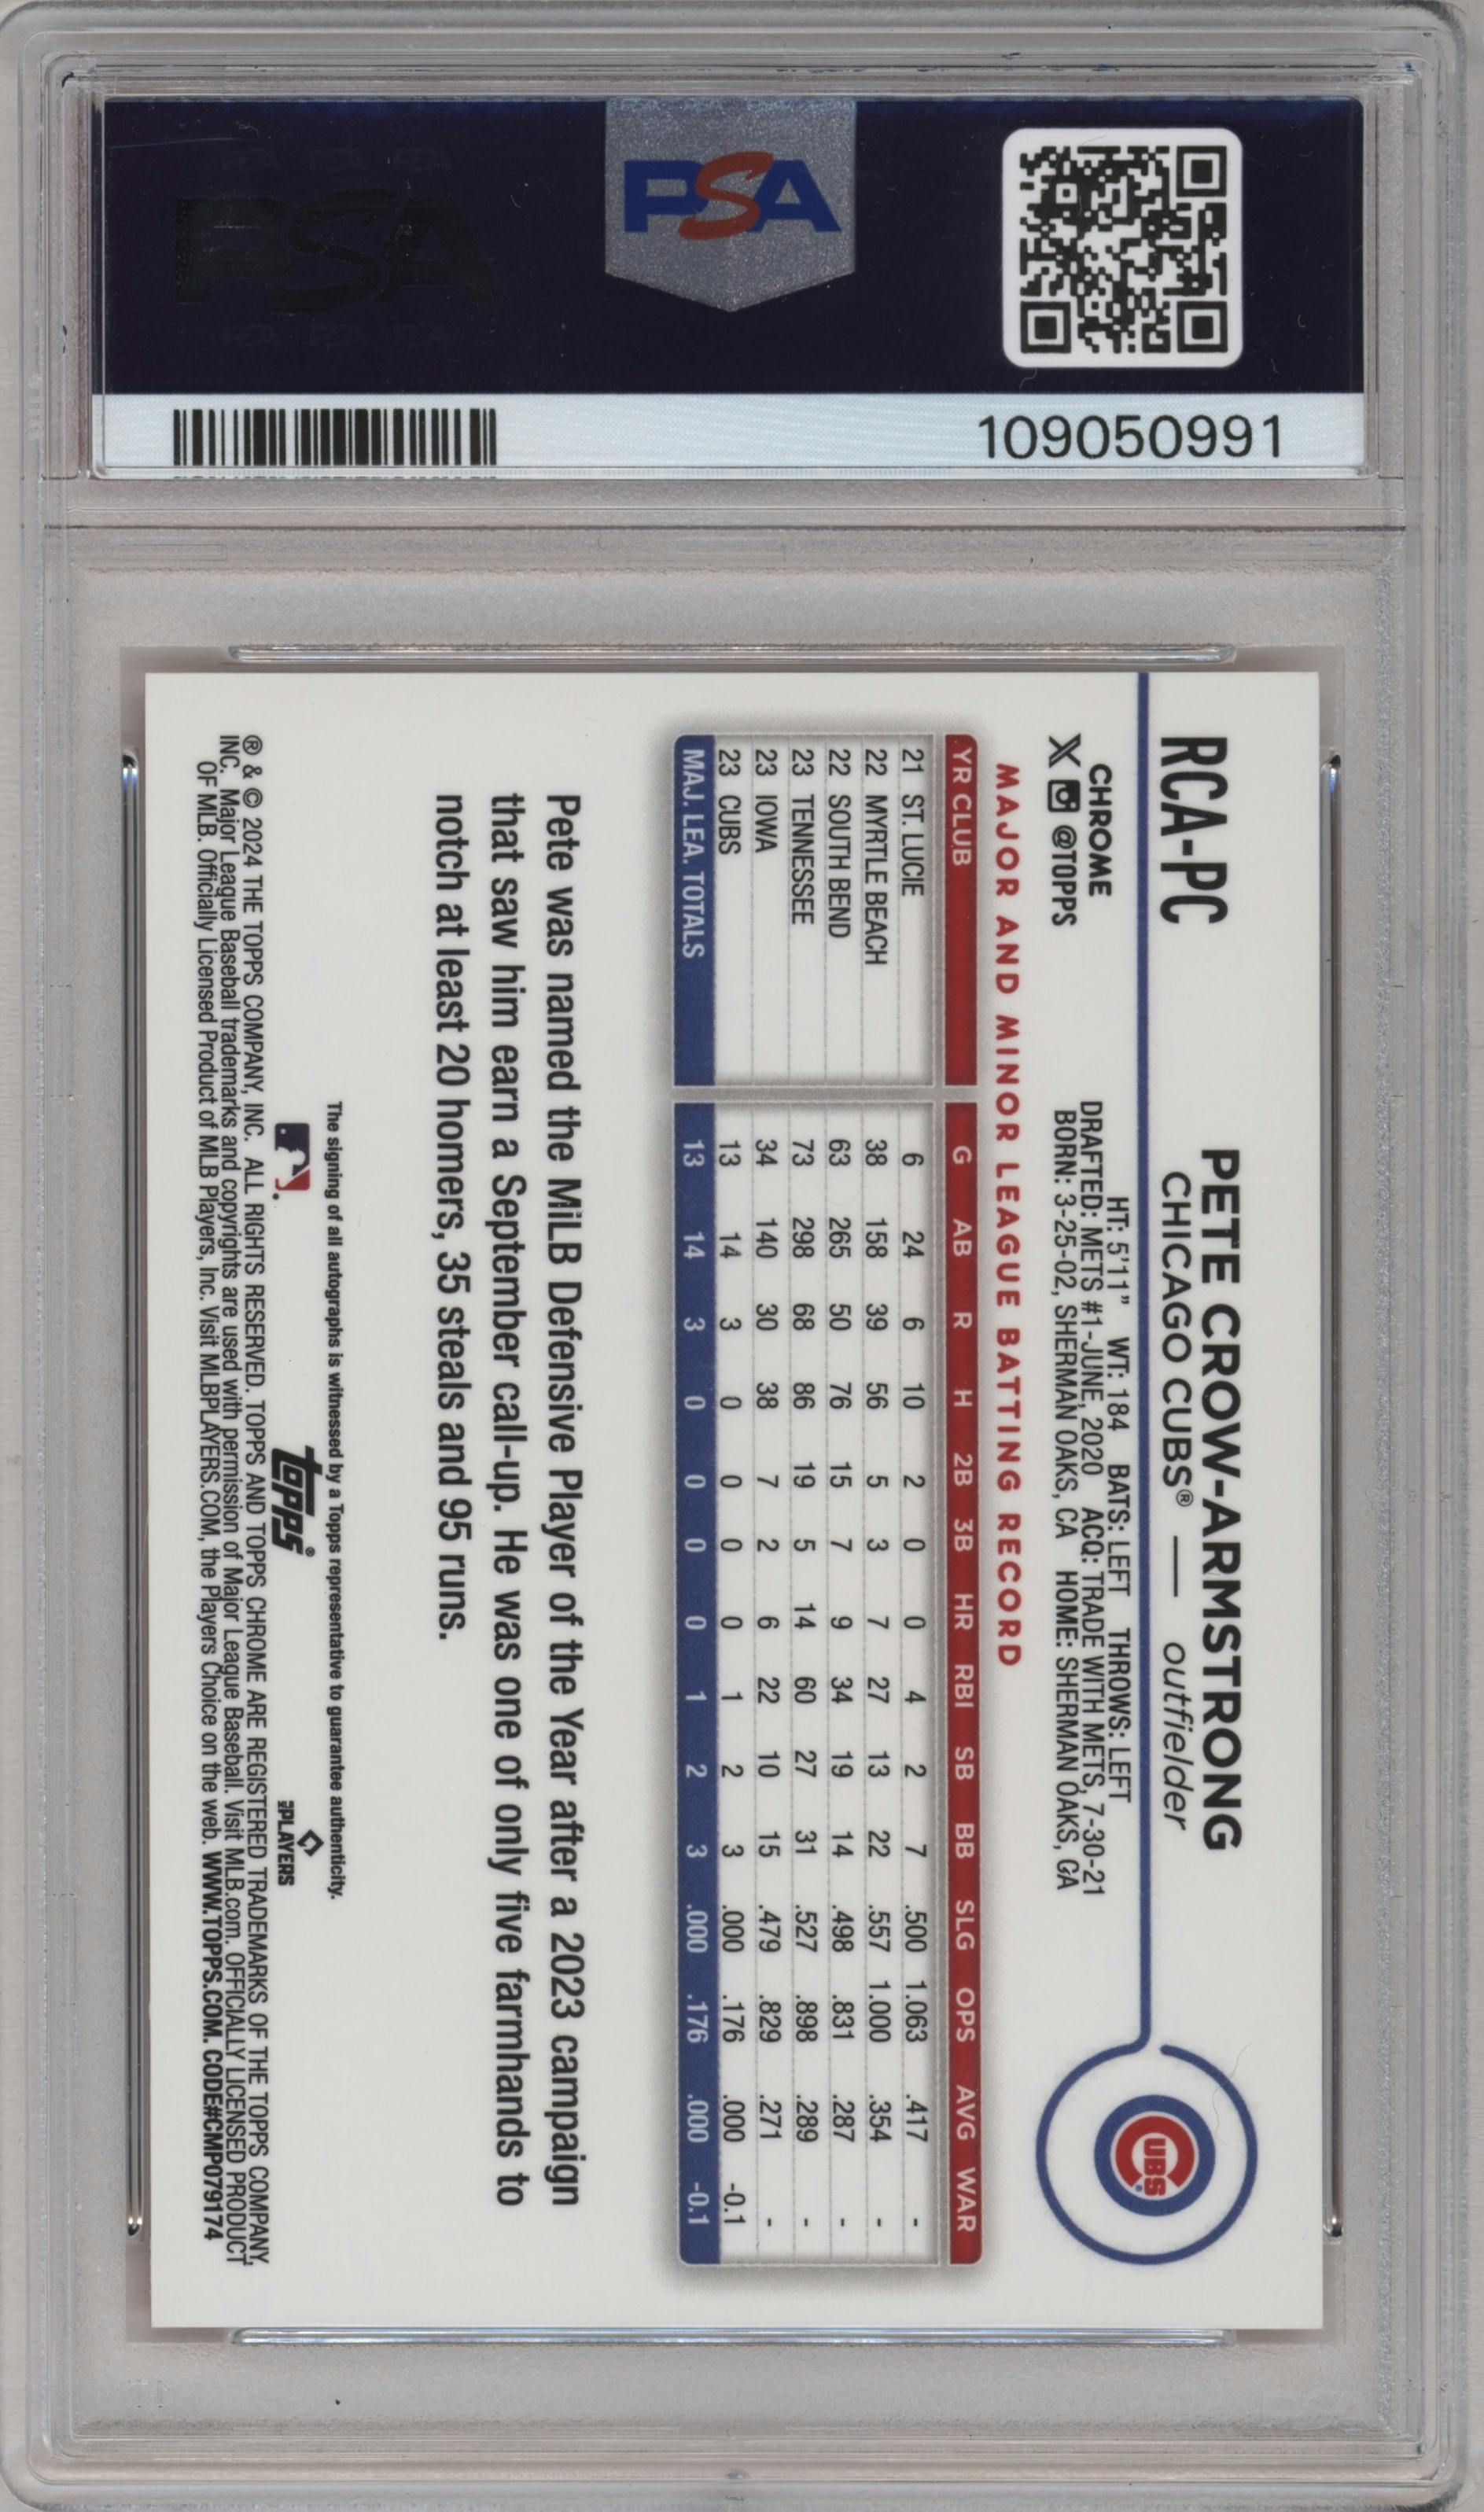 PSA
PSA
109050991
RCA-PC
PETE CROW-ARMSTRONG
CHICAGO CUBS® — outfielder
CUBS
CHROME
X @TOPPS
HT: 5'11" WT: 184 BATS: LEFT THROWS: LEFT
DRAFTED: METS #1-JUNE, 2020 ACQ: TRADE WITH METS, 7-30-21
BORN: 3-25-02, SHERMAN OAKS, CA HOME: SHERMAN OAKS, CA
MAJOR AND MINOR LEAGUE BATTING RECORD
YR CLUB G AB R H 2B 3B HR RBI SB BB SLG OPS AVG WAR
21 ST. LUCIE 6 24 6 10 2 0 0 4 2 7 .500 1.063 .417 -
22 MYRTLE BEACH 38 158 39 56 5 3 7 27 13 22 .557 1.000 .354 -
22 SOUTH BEND 63 265 50 76 15 7 9 34 19 14 .498 .831 .287 -
23 TENNESSEE 73 298 68 86 19 5 14 60 27 31 .527 .898 .289 -
23 IOWA 34 140 30 38 7 2 6 22 10 15 .479 .829 .271 -
23 CUBS 13 14 3 0 0 0 0 1 2 3 .000 .176 .000 -0.1
MAJ. LEA. TOTALS 13 14 3 0 0 0 0 1 2 3 .000 .176 .000 -0.1
Pete was named the MiLB Defensive Player of the Year after a 2023 campaign
that saw him earn a September call-up. He was one of only five farmhands to
notch at least 20 homers, 35 steals and 95 runs.
The signing of all autographs is witnessed by a Topps representative to guarantee authenticity.
topps®
PLAYERS
® & © 2024 THE TOPPS COMPANY, INC. ALL RIGHTS RESERVED. TOPPS AND TOPPS CHROME ARE REGISTERED TRADEMARKS OF THE TOPPS COMPANY,
INC. Major League Baseball trademarks and copyrights are used with permission of Major League Baseball. Visit MLB.com. OFFICIALLY LICENSED PRODUCT
OF MLB. Officially Licensed Product of MLB Players, Inc. Visit MLBPLAYERS.COM, the Players Choice on the web. WWW.TOPPS.COM. CODE#CMP079174